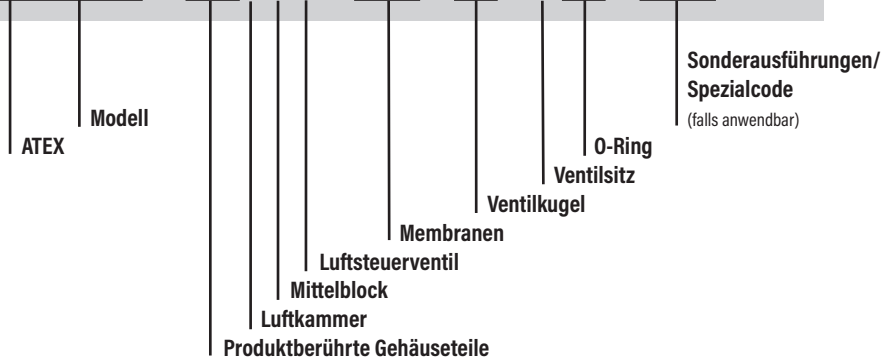 Sonderausführungen/
Spezialcode
(falls anwendbar)
Modell
ATEX
O-Ring
Ventilsitz
Ventilkugel
Membranen
Luftsteuerventil
Mittelblock
Luftkammer
Produktberührte Gehäuseteile